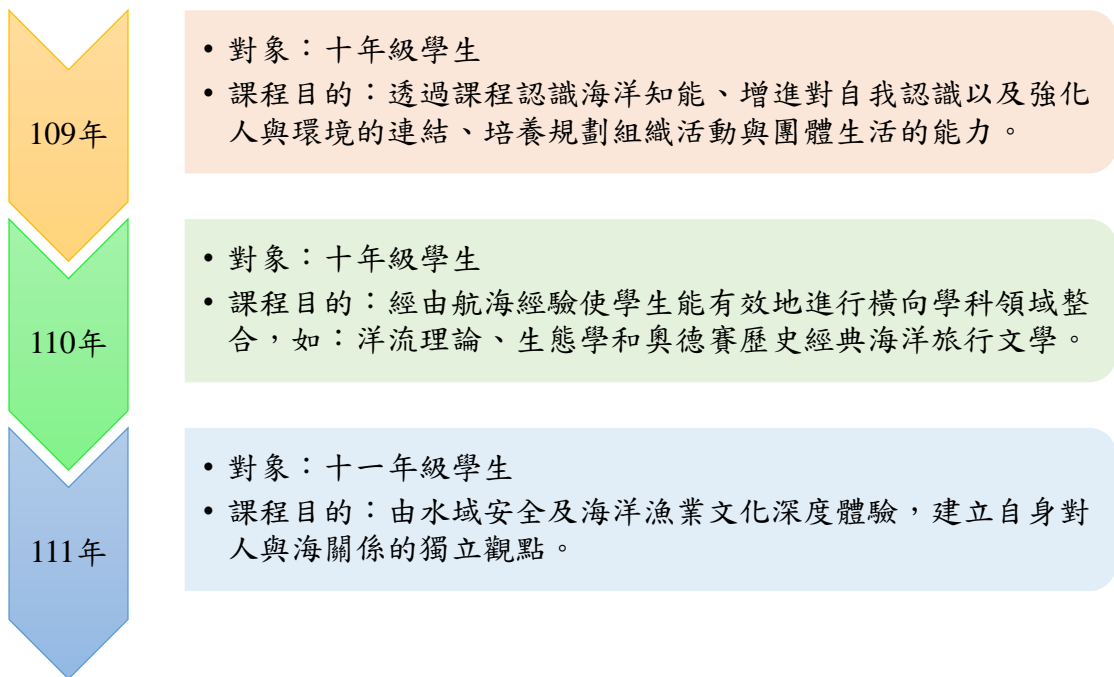 109年
• 對象：十年級學生
• 課程目的：透過課程認識海洋知能、增進對自我認識以及強化
人與環境的連結、培養規劃組織活動與團體生活的能力。
110年
• 對象：十年級學生
• 課程目的：經由航海經驗使學生能有效地進行橫向學科領域整
合，如：洋流理論、生態學和奧德賽歷史經典海洋旅行文學。
111年
• 對象：十一年級學生
• 課程目的：由水域安全及海洋漁業文化深度體驗，建立自身對
人與海關係的獨立觀點。